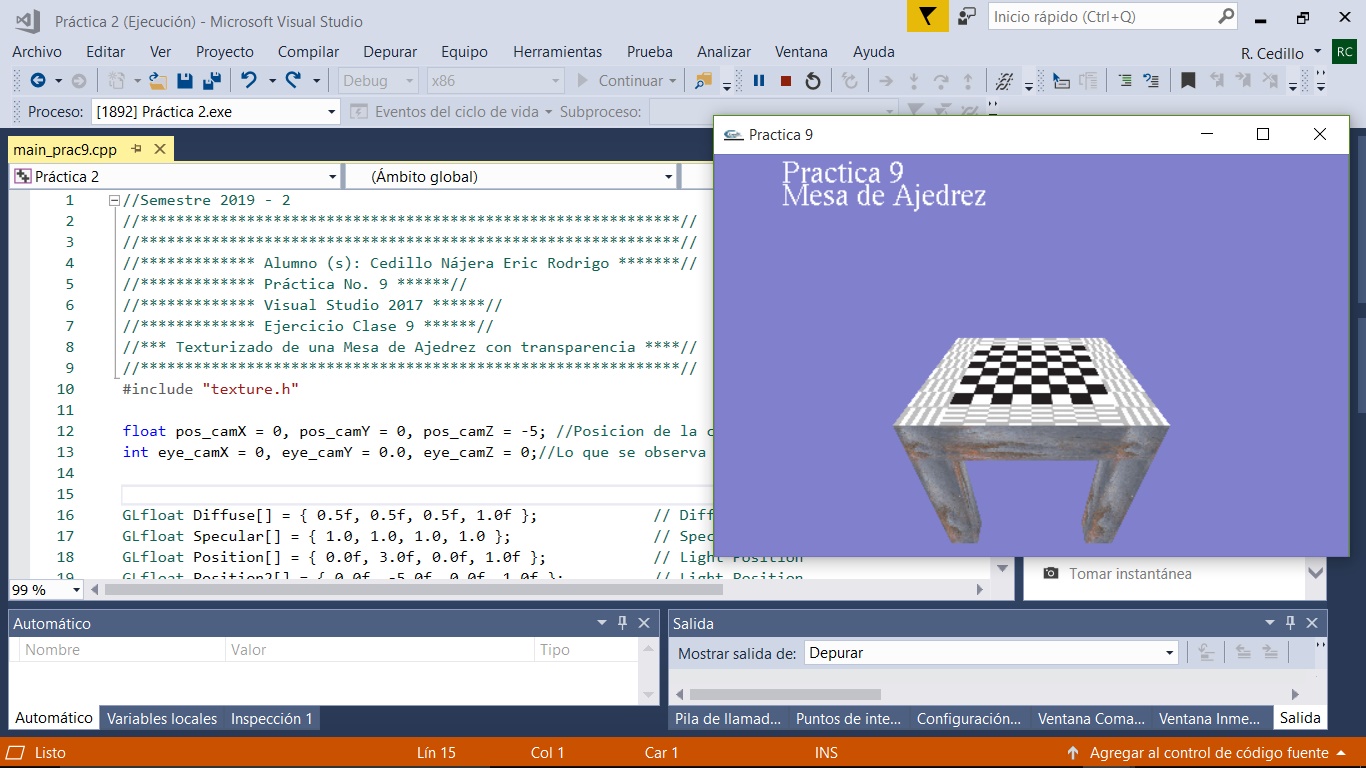 Práctica 2 (Ejecución) - Microsoft Visual Studio
Inicio rápido (Ctrl+Q)
Archivo Editar Ver Proyecto Compilar Depurar Equipo Herramientas Prueba Analizar Ventana Ayuda
R. Cedillo RC
Debug x86 Continuar
Proceso: [1892] Práctica 2.exe Eventos del ciclo de vida Subproceso:
main_prac9.cpp
Práctica 2 (Ámbito global)
1 //Semestre 2019 - 2
2 //************************************************************//
3 //************************************************************//
4 //************* Alumno (s): Cedillo Nájera Eric Rodrigo *******//
5 //************* Práctica No. 9 ******//
6 //************* Visual Studio 2017 ******//
7 //************* Ejercicio Clase 9 ******//
8 //*** Texturizado de una Mesa de Ajedrez con transparencia ****//
9 //************************************************************//
10 #include "texture.h"
11
12 float pos_camX = 0, pos_camY = 0, pos_camZ = -5; //Posicion de la c
13 int eye_camX = 0, eye_camY = 0.0, eye_camZ = 0;//Lo que se observa
14
15
16 GLfloat Diffuse[] = { 0.5f, 0.5f, 0.5f, 1.0f }; // Diff
17 GLfloat Specular[] = { 1.0, 1.0, 1.0, 1.0 }; // Spec
18 GLfloat Position[] = { 0.0f, 3.0f, 0.0f, 1.0f }; // Light Position
19 GLfloat Position2[] = { 0.0f, -5.0f, 0.0f, 1.0f }; // Light Position
99 %
Practica 9
Practica 9
Mesa de Ajedrez
Tomar instantánea
Automático
Nombre Valor Tipo
Automático Variables locales Inspección 1
Salida
Mostrar salida de: Depurar
Pila de llamad... Puntos de inte... Configuración... Ventana Coma... Ventana Inme... Salida
Listo Lín 15 Col 1 Car 1 INS Agregar al control de código fuente